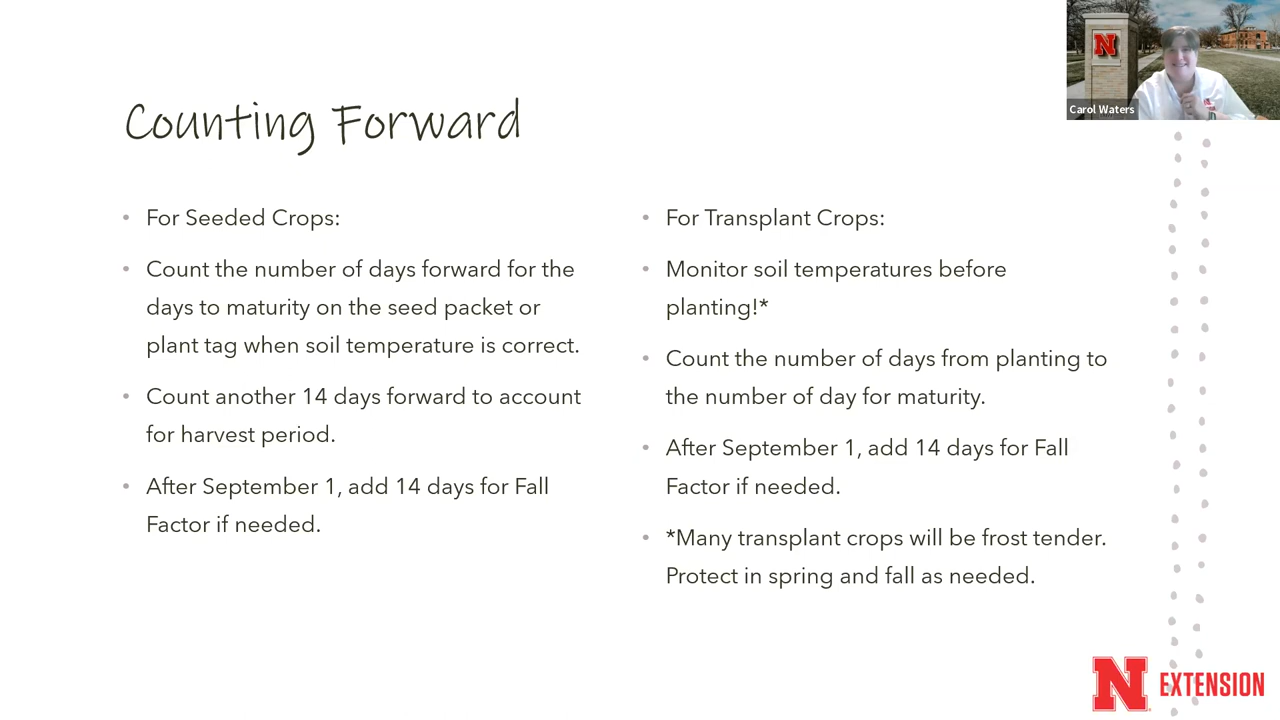 Counting Forward
• For Seeded Crops:
• Count the number of days forward for the
days to maturity on the seed packet or
plant tag when soil temperature is correct.
• Count another 14 days forward to account
for harvest period.
• After September 1, add 14 days for Fall
Factor if needed.
• For Transplant Crops:
• Monitor soil temperatures before
planting!*
• Count the number of days from planting to
the number of day for maturity.
• After September 1, add 14 days for Fall
Factor if needed.
• *Many transplant crops will be frost tender.
Protect in spring and fall as needed.
N
Carol Waters
N EXTENSION